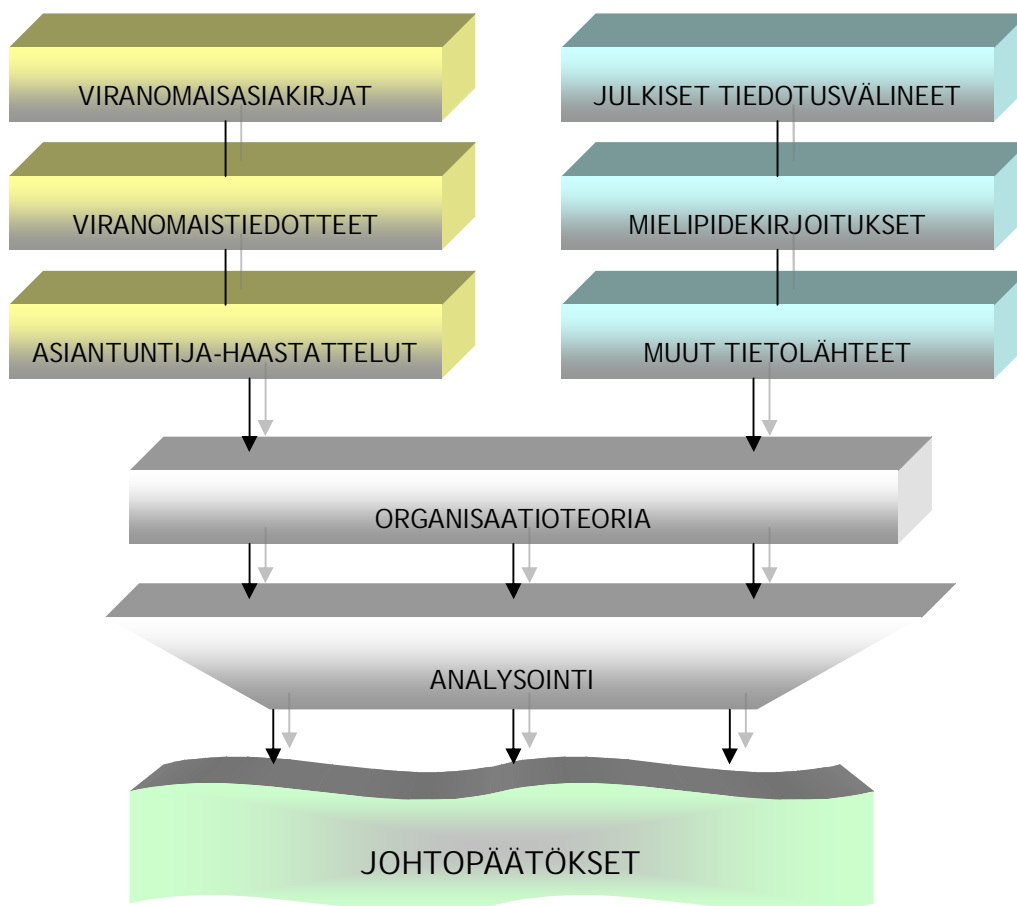 VIRANOMAISASIAKIRJAT
VIRANOMAISTIEDOTTEET
ASIANTUNTIJA-HAASTATTELUT
JULKISET TIEDOTUSVÄLINEET
MIELIPIDEKIRJOITUKSET
MUUT TIETOLÄHTEET
ORGANISAATIOTEORIA
ANALYSOINTI
JOHTOPÄÄTÖKSET